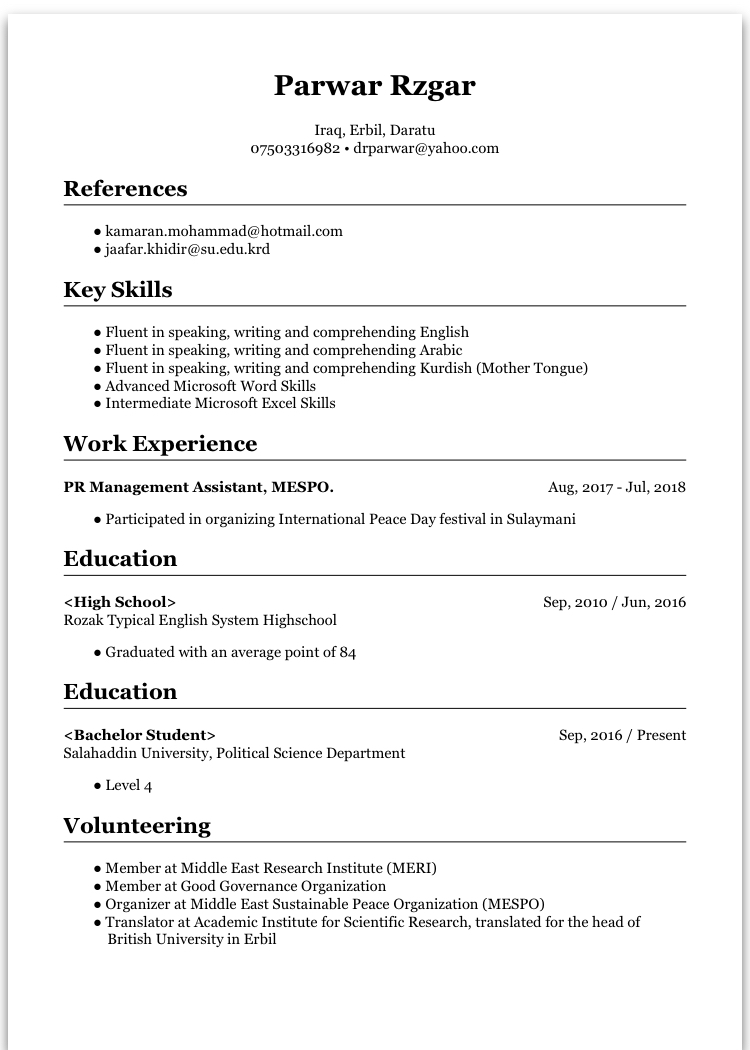 Parwar Rzgar
Iraq, Erbil, Daratu
07503316982 • drparwar@yahoo.com
References
● kamaran.mohammad@hotmail.com
● jaafar.khidir@su.edu.krd
Key Skills
● Fluent in speaking, writing and comprehending English
● Fluent in speaking, writing and comprehending Arabic
● Fluent in speaking, writing and comprehending Kurdish (Mother Tongue)
● Advanced Microsoft Word Skills
● Intermediate Microsoft Excel Skills
Work Experience
PR Management Assistant, MESPO. Aug, 2017 - Jul, 2018
● Participated in organizing International Peace Day festival in Sulaymani
Education
<High School> Sep, 2010 / Jun, 2016
Rozak Typical English System Highschool
● Graduated with an average point of 84
Education
<Bachelor Student> Sep, 2016 / Present
Salahaddin University, Political Science Department
● Level 4
Volunteering
● Member at Middle East Research Institute (MERI)
● Member at Good Governance Organization
● Organizer at Middle East Sustainable Peace Organization (MESPO)
● Translator at Academic Institute for Scientific Research, translated for the head of
British University in Erbil